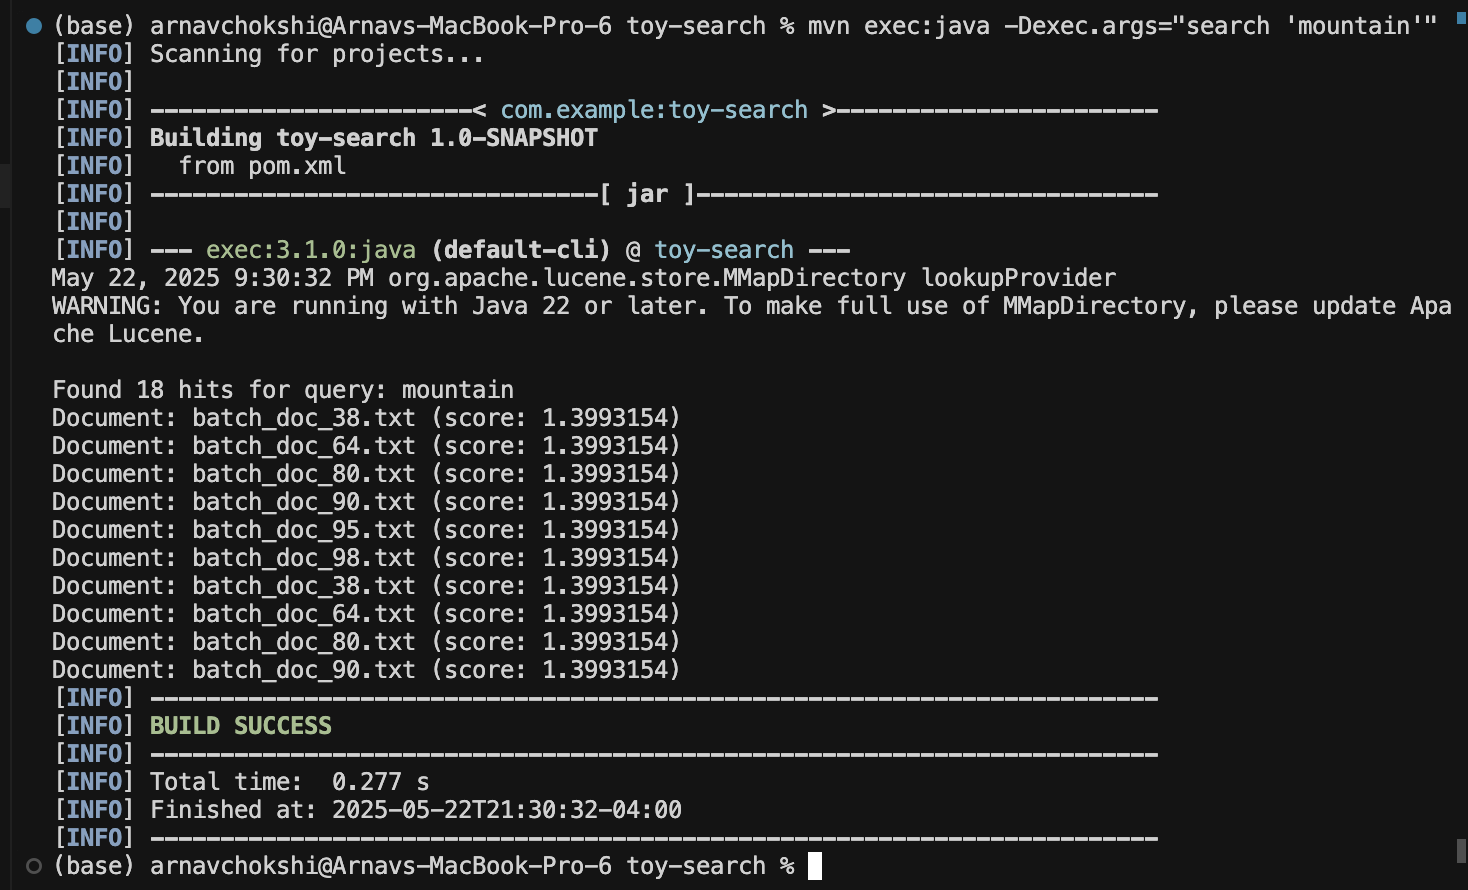 (base) arnavchokshi@Arnavs-MacBook-Pro-6 toy-search % mvn exec:java -Dexec.args="search 'mountain'"
[INFO] Scanning for projects...
[INFO]
[INFO] -----------------------< com.example:toy-search >-----------------------
[INFO] Building toy-search 1.0-SNAPSHOT
[INFO]   from pom.xml
[INFO] --------------------------------[ jar ]---------------------------------
[INFO]
[INFO] --- exec:3.1.0:java (default-cli) @ toy-search ---
May 22, 2025 9:30:32 PM org.apache.lucene.store.MMapDirectory lookupProvider
WARNING: You are running with Java 22 or later. To make full use of MMapDirectory, please update Apa
che Lucene.

Found 18 hits for query: mountain
Document: batch_doc_38.txt (score: 1.3993154)
Document: batch_doc_64.txt (score: 1.3993154)
Document: batch_doc_80.txt (score: 1.3993154)
Document: batch_doc_90.txt (score: 1.3993154)
Document: batch_doc_95.txt (score: 1.3993154)
Document: batch_doc_98.txt (score: 1.3993154)
Document: batch_doc_38.txt (score: 1.3993154)
Document: batch_doc_64.txt (score: 1.3993154)
Document: batch_doc_80.txt (score: 1.3993154)
Document: batch_doc_90.txt (score: 1.3993154)
[INFO] ------------------------------------------------------------------------
[INFO] BUILD SUCCESS
[INFO] ------------------------------------------------------------------------
[INFO] Total time:  0.277 s
[INFO] Finished at: 2025-05-22T21:30:32-04:00
[INFO] ------------------------------------------------------------------------
(base) arnavchokshi@Arnavs-MacBook-Pro-6 toy-search %